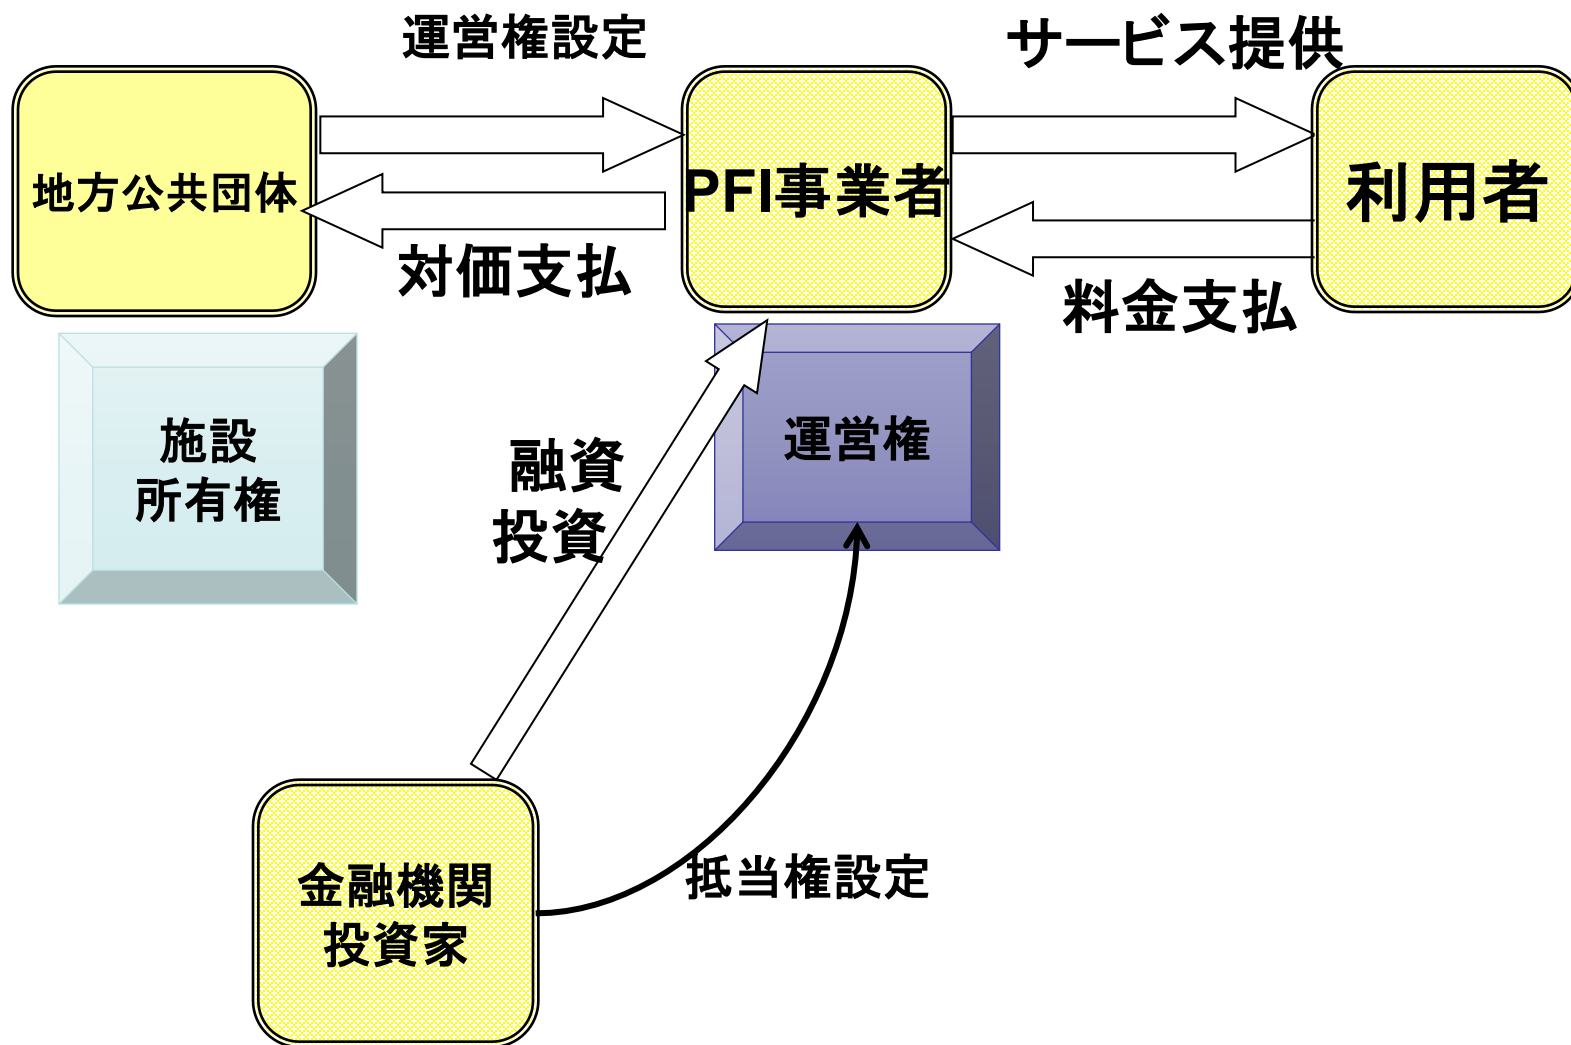 運営権設定
サービス提供
地方公共団体
PFI事業者
利用者
対価支払
料金支払
施設
所有権
運営権
融資
投資
金融機関
投資家
抵当権設定